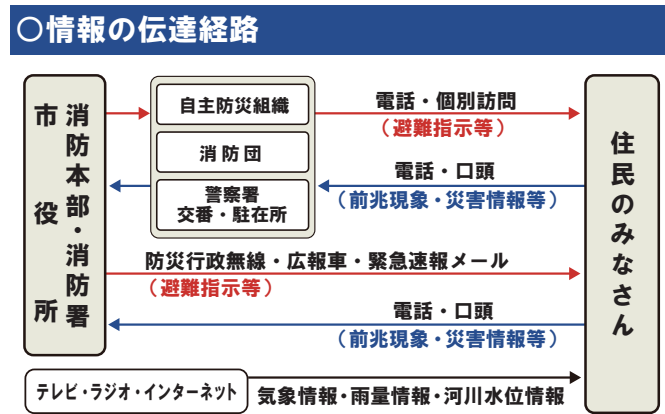 ○情報の伝達経路
市役所
消防本部・消防署
自主防災組織
消防団
警察署
交番・駐在所
電話・個別訪問
（避難指示等）
電話・口頭
（前兆現象・災害情報等）
防災行政無線・広報車・緊急速報メール
（避難指示等）
電話・口頭
（前兆現象・災害情報等）
住民のみなさん
テレビ・ラジオ・インターネット
気象情報・雨量情報・河川水位情報